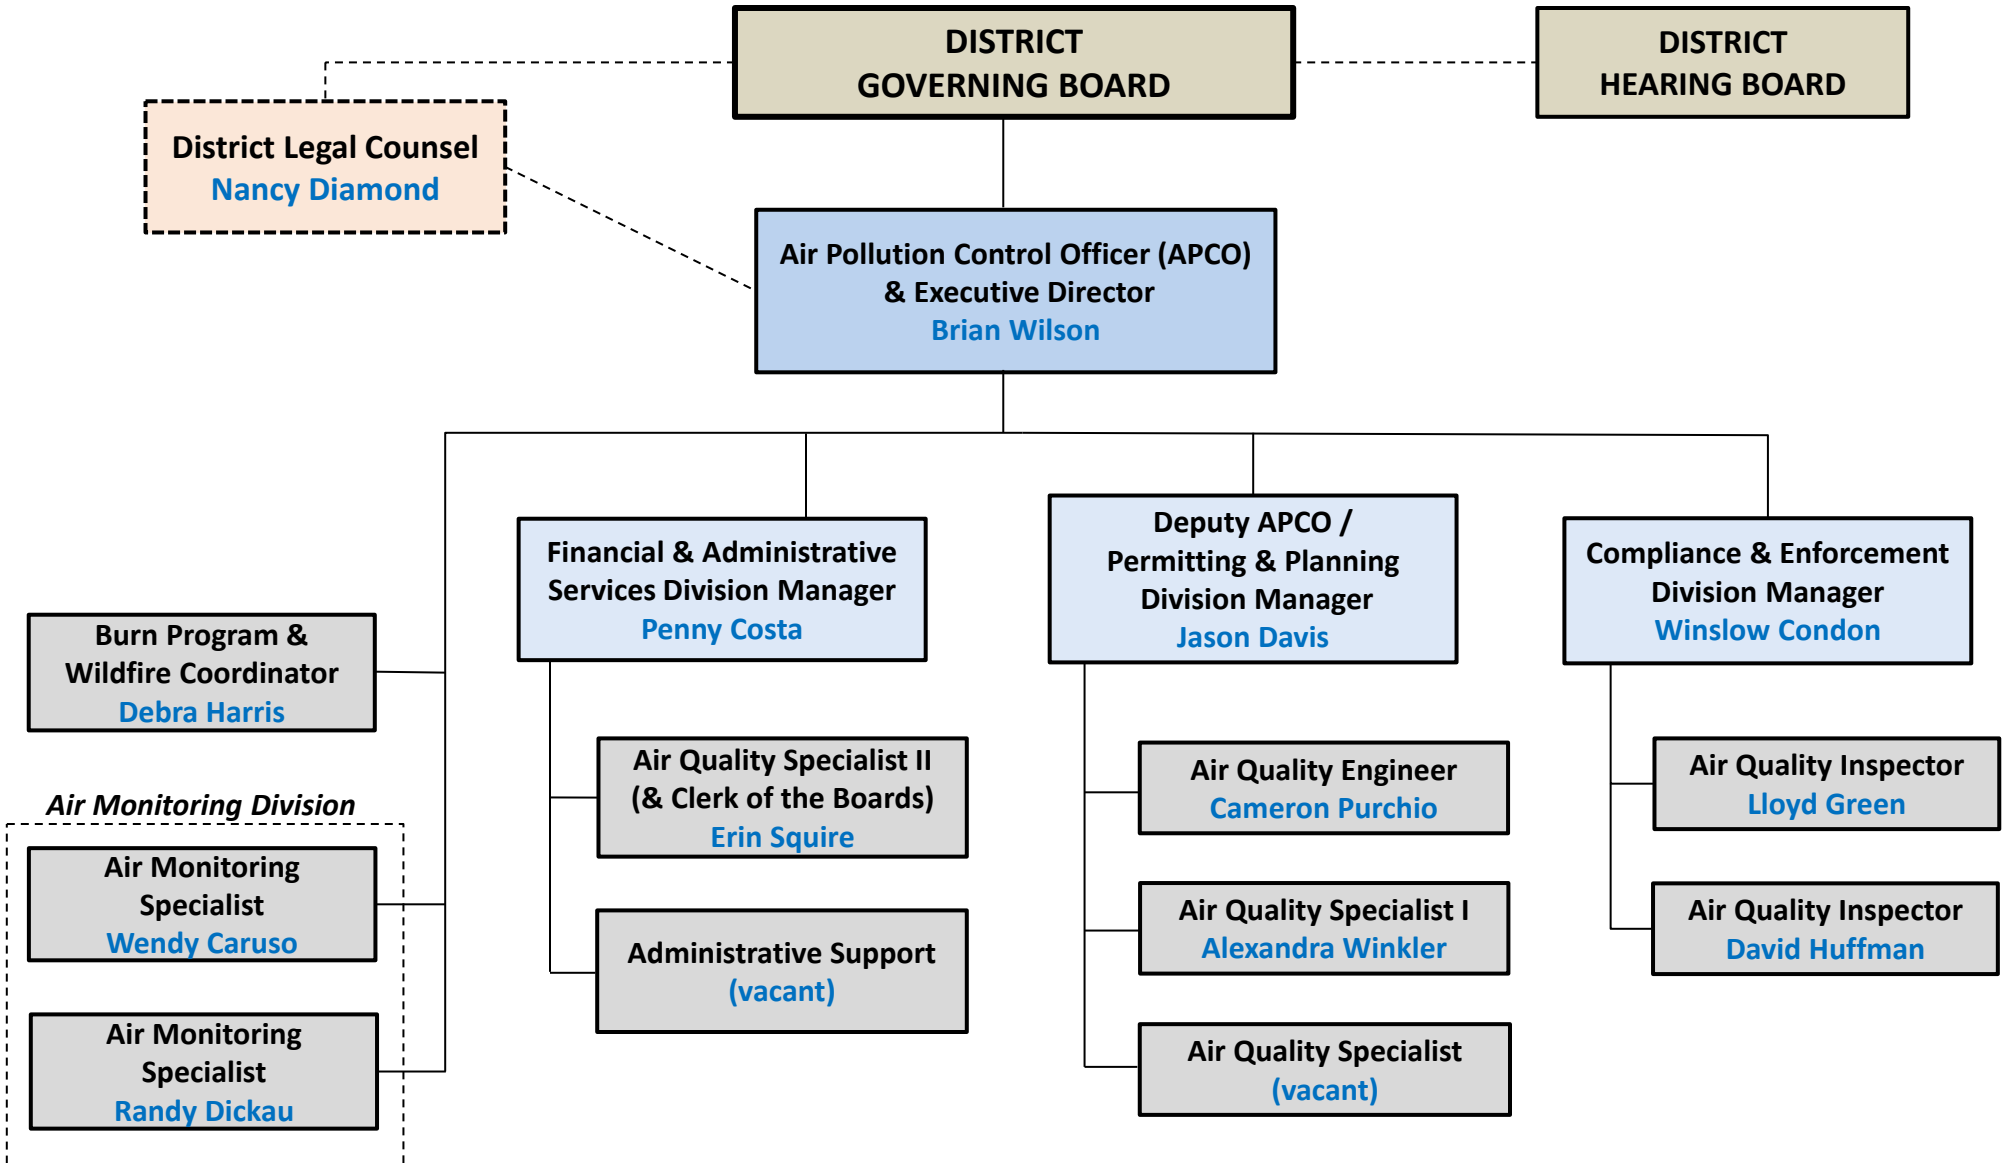 DISTRICT
GOVERNING BOARD
DISTRICT
HEARING BOARD
District Legal Counsel
Nancy Diamond
Air Pollution Control Officer (APCO)
& Executive Director
Brian Wilson
Burn Program &
Wildfire Coordinator
Debra Harris
Air Monitoring Division
Air Monitoring
Specialist
Wendy Caruso
Air Monitoring
Specialist
Randy Dickau
Financial & Administrative
Services Division Manager
Penny Costa
Air Quality Specialist II
(& Clerk of the Boards)
Erin Squire
Administrative Support
(vacant)
Deputy APCO /
Permitting & Planning
Division Manager
Jason Davis
Air Quality Engineer
Cameron Purchio
Air Quality Specialist I
Alexandra Winkler
Air Quality Specialist
(vacant)
Compliance & Enforcement
Division Manager
Winslow Condon
Air Quality Inspector
Lloyd Green
Air Quality Inspector
David Huffman